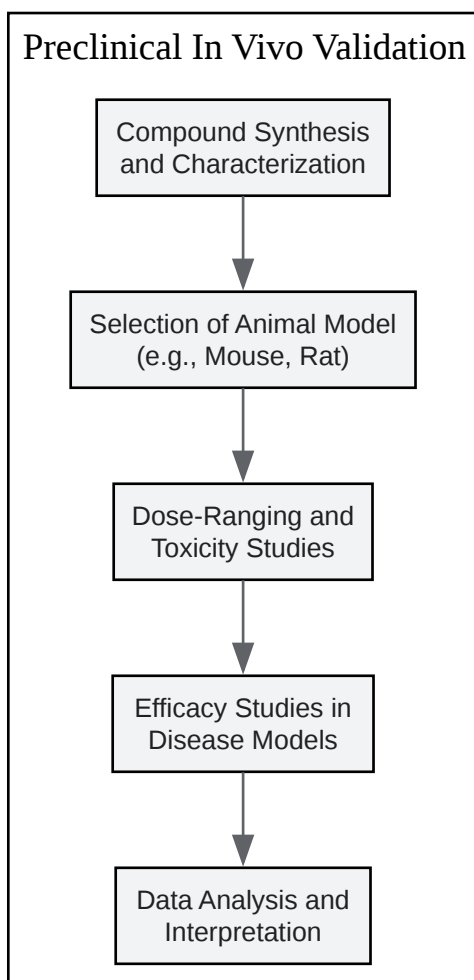 Preclinical In Vivo Validation
Compound Synthesis
and Characterization
Selection of Animal Model
(e.g., Mouse, Rat)
Dose-Ranging and
Toxicity Studies
Efficacy Studies in
Disease Models
Data Analysis and
Interpretation